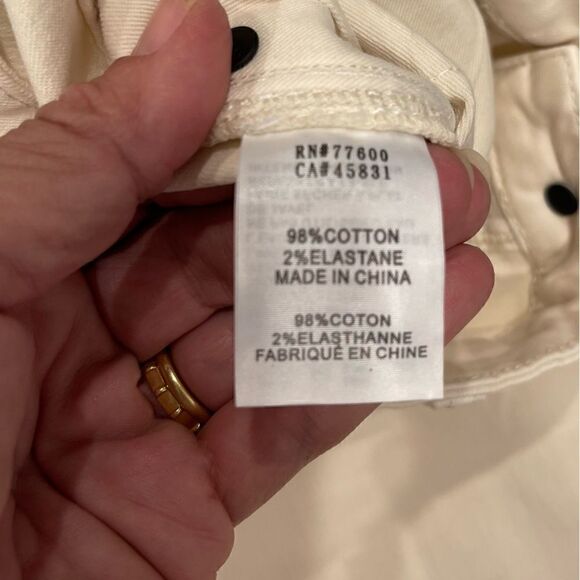 RN#77600
CA#45831
98%COTTON
2%ELASTANE
MADE IN CHINA
98%COTON
2%ELASTHANNE
FABRIQUÉ EN CHINE